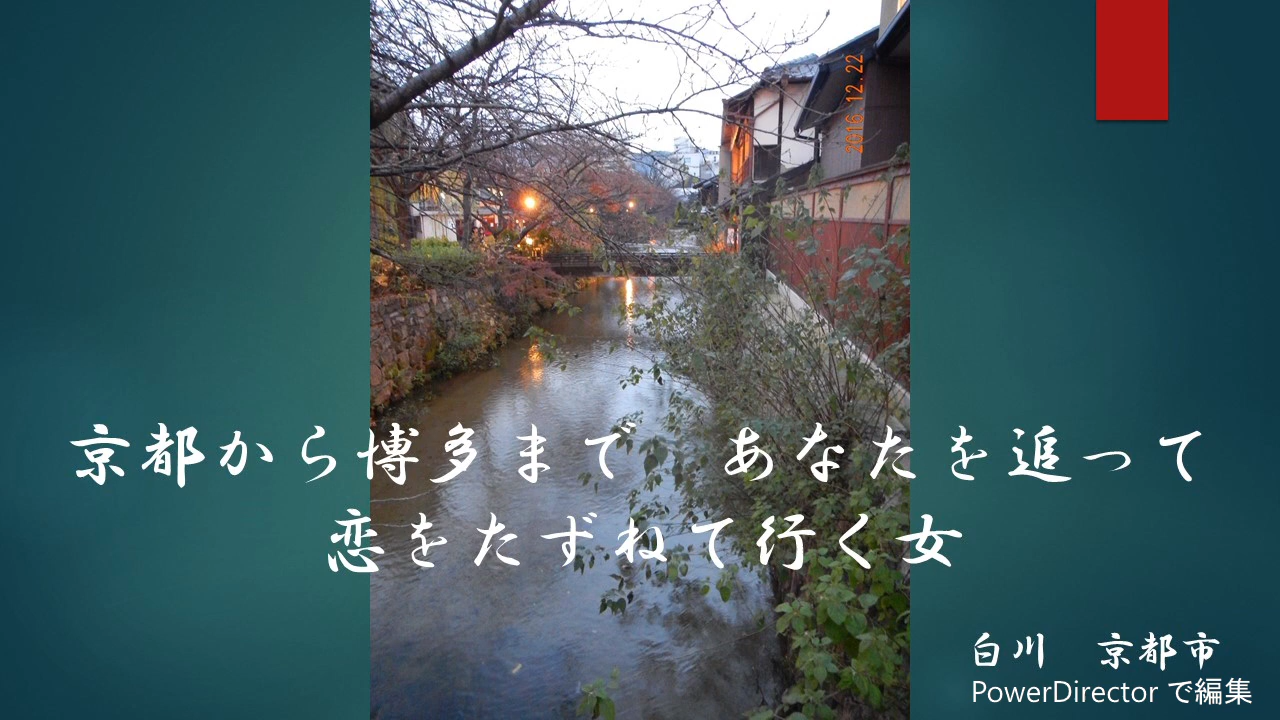 2016.12.22
京都から博多まで　あなたを追って
恋をたずねて行く女
白川　京都市
PowerDirector で編集